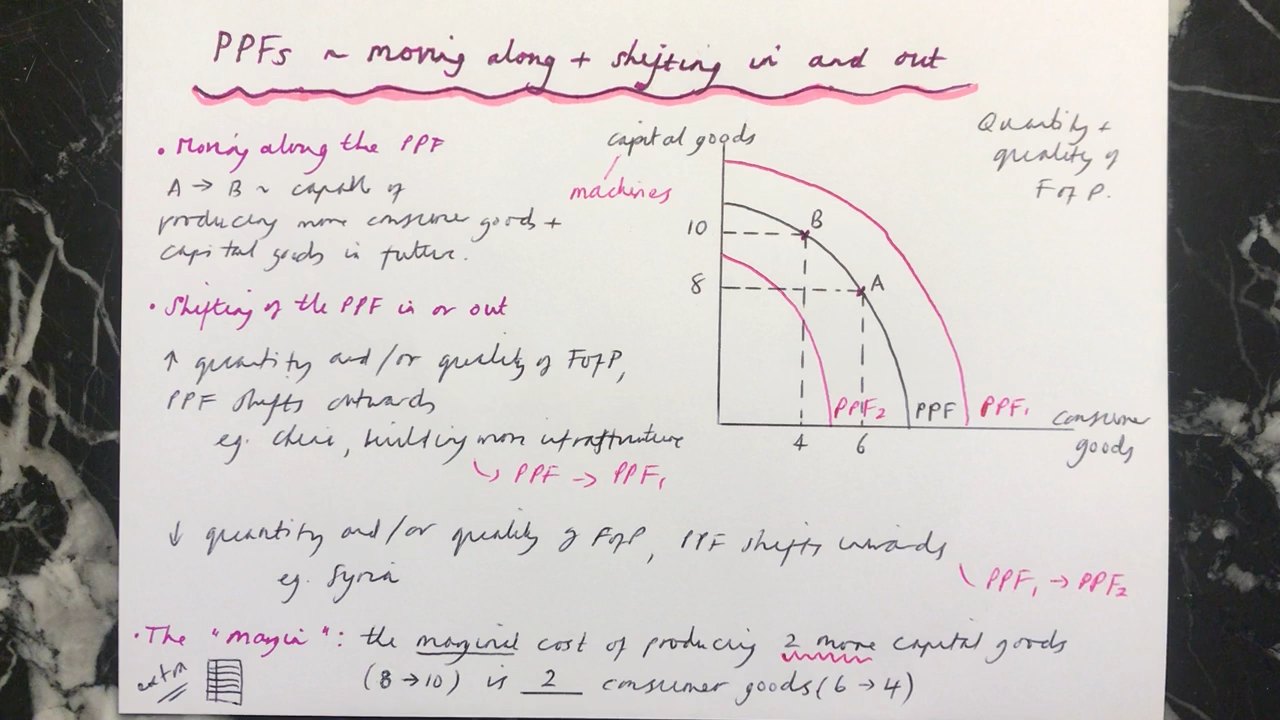 PPFs ~ moving along + shifting in and out
• Moving along the PPF
A → B ~ capable of
producing more consumer goods +
capital goods in future.
• Shifting of the PPF in or out
↑ quantity and/or quality of FofP,
PPF shifts outwards
eg. China, building more infrastructure
↳ PPF → PPF₁
↓ quantity and/or quality of FofP, PPF shifts inwards
eg. Syria
PPF₁ → PPF₂
• The "margin": the marginal cost of producing 2 more capital goods
(8 → 10) is 2 consumer goods (6 → 4)
extra
capital goods
machines
10
8
B
A
PPF₂
PPF
PPF₁
4
6
consumer
goods
Quantity +
quality of
FofP.